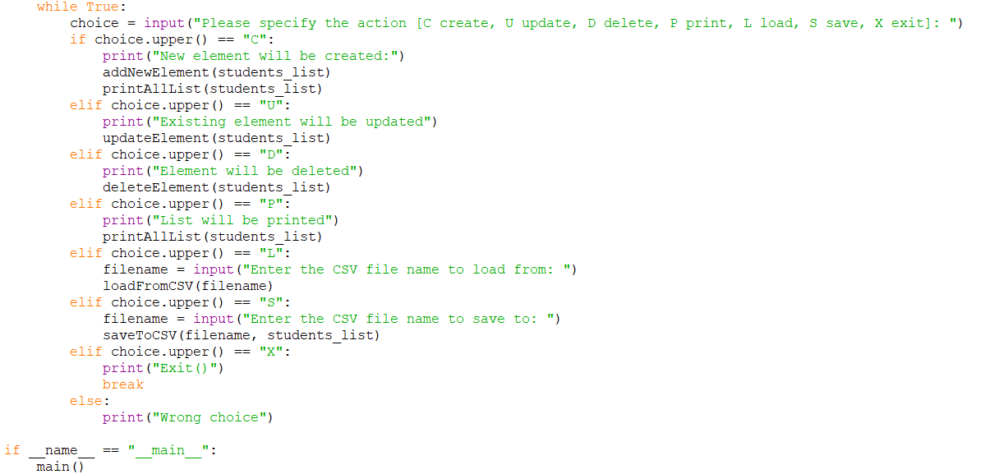 while True:
        choice = input("Please specify the action [C create, U update, D delete, P print, L load, S save, X exit]: ")
        if choice.upper() == "C":
            print("New element will be created:")
            addNewElement(students_list)
            printAllList(students_list)
        elif choice.upper() == "U":
            print("Existing element will be updated")
            updateElement(students_list)
        elif choice.upper() == "D":
            print("Element will be deleted")
            deleteElement(students_list)
        elif choice.upper() == "P":
            print("List will be printed")
            printAllList(students_list)
        elif choice.upper() == "L":
            filename = input("Enter the CSV file name to load from: ")
            loadFromCSV(filename)
        elif choice.upper() == "S":
            filename = input("Enter the CSV file name to save to: ")
            saveToCSV(filename, students_list)
        elif choice.upper() == "X":
            print("Exit()")
            break
        else:
            print("Wrong choice")

if __name__ == "__main__":
    main()